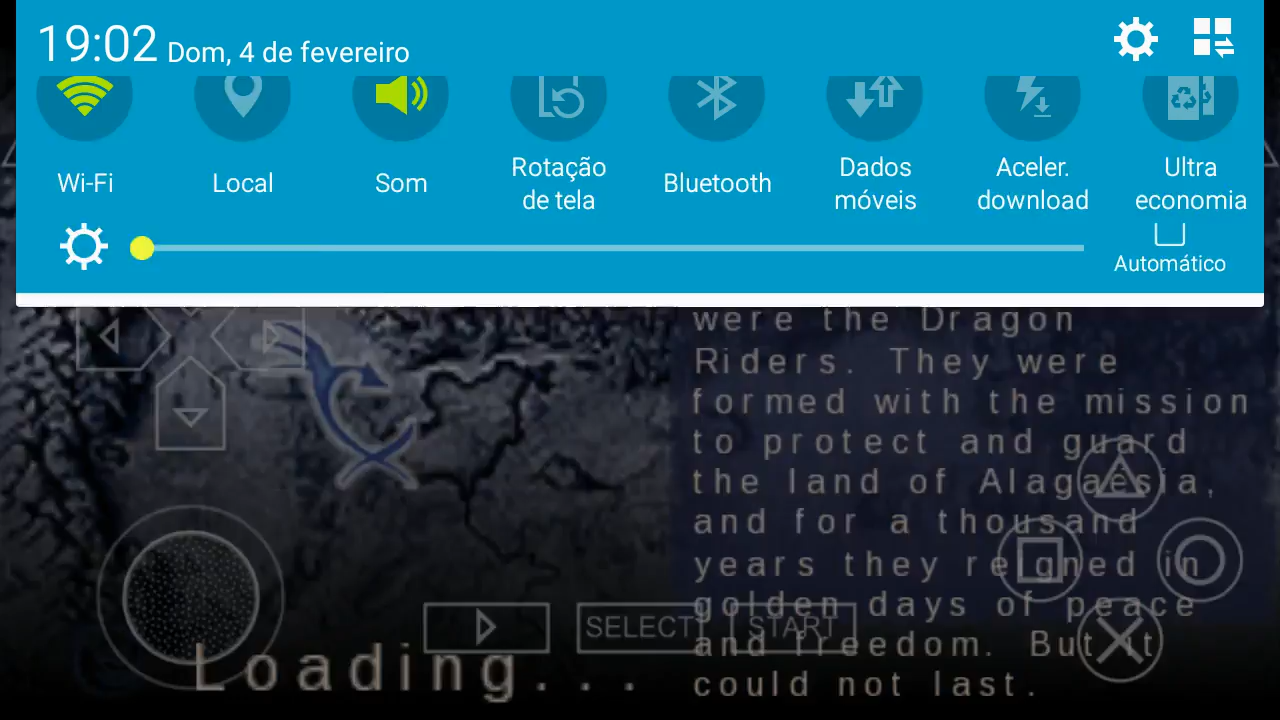 19:02 Dom, 4 de fevereiro
Wi-Fi
Local
Som
Rotação
de tela
Bluetooth
Dados
móveis
Aceler.
download
Ultra
economia
Automático
were the Dragon
Riders. They were
formed with the mission
to protect and guard
the land of Alagaësia,
and for a thousand
years they reigned in
golden days of peace
and freedom. But it
could not last.
SELECT
START
Loading...